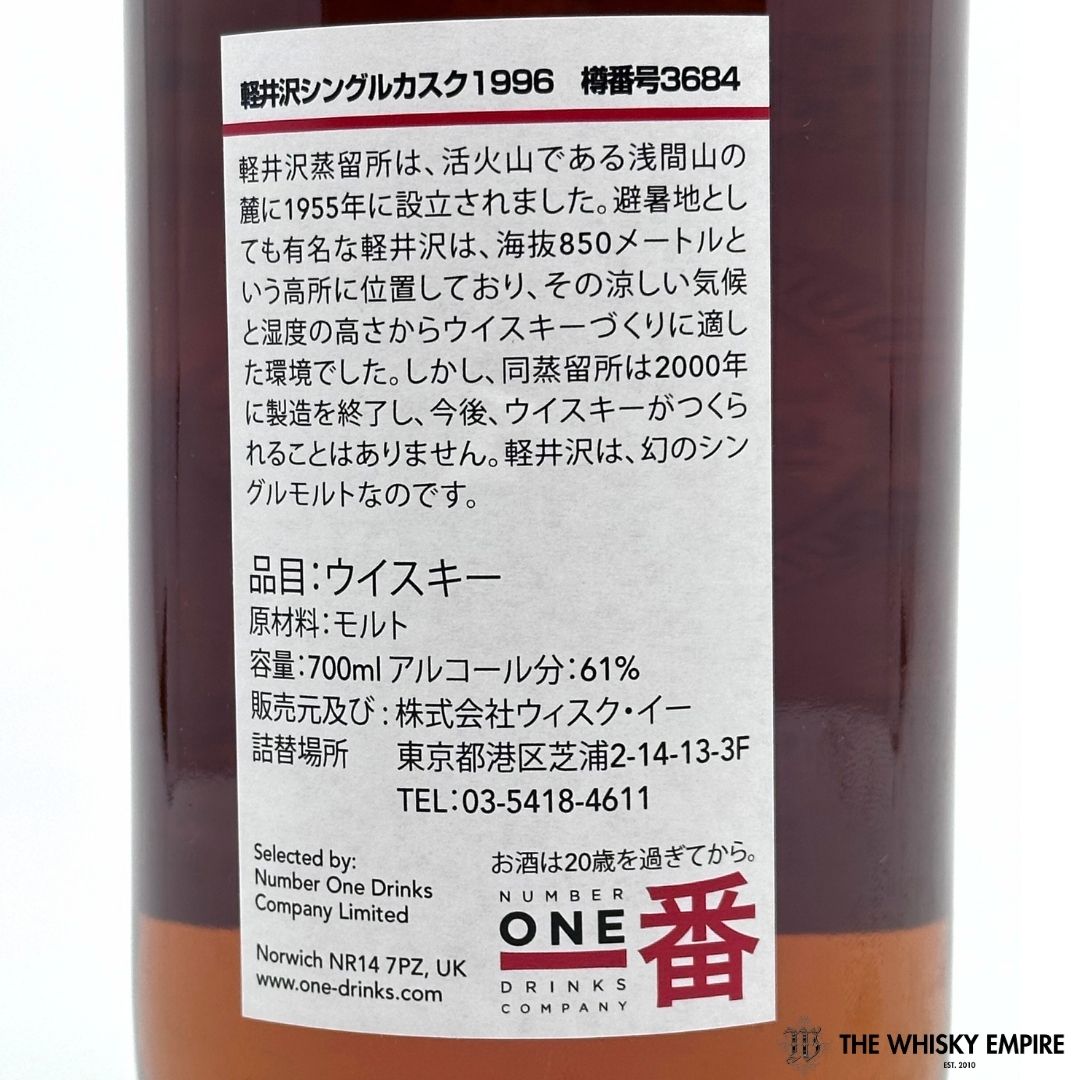 軽井沢シングルカスク1996　樽番号3684
軽井沢蒸留所は、活火山である浅間山の
麓に1955年に設立されました。避暑地とし
ても有名な軽井沢は、海抜850メートルと
いう高所に位置しており、その涼しい気候
と湿度の高さからウイスキーづくりに適し
た環境でした。しかし、同蒸留所は2000年
に製造を終了し、今後、ウイスキーがつくら
れることはありません。軽井沢は、幻のシン
グルモルトなのです。
品目：ウイスキー
原材料：モルト
容量：700ml アルコール分：61%
販売元及び：株式会社ウィスク・イー
詰替場所　東京都港区芝浦2-14-13-3F
TEL：03-5418-4611
お酒は20歳を過ぎてから。
Selected by:
Number One Drinks
Company Limited
Norwich NR14 7PZ, UK
www.one-drinks.com
NUMBER
ONE
DRINKS
COMPANY
番
THE WHISKY EMPIRE
EST. 2010